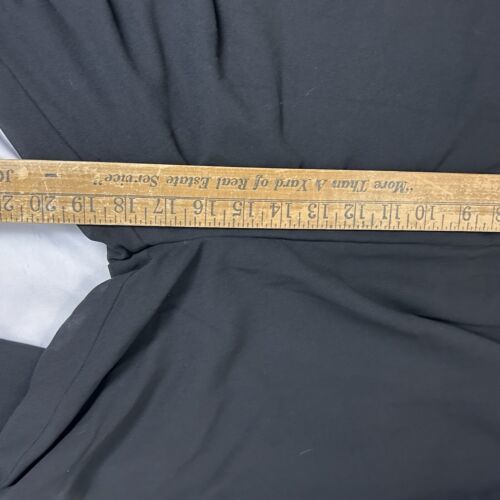 "More Than A Yard of Real Estate Service"
9 10 11 12 13 14 15 16 17 18 19 20 21